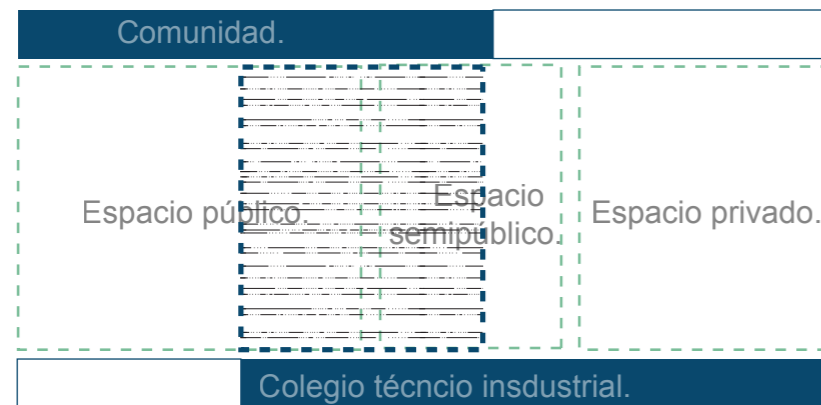 Comunidad.
Espacio público.
Espacio
semipúblico.
Espacio privado.
Colegio técncio insdustrial.